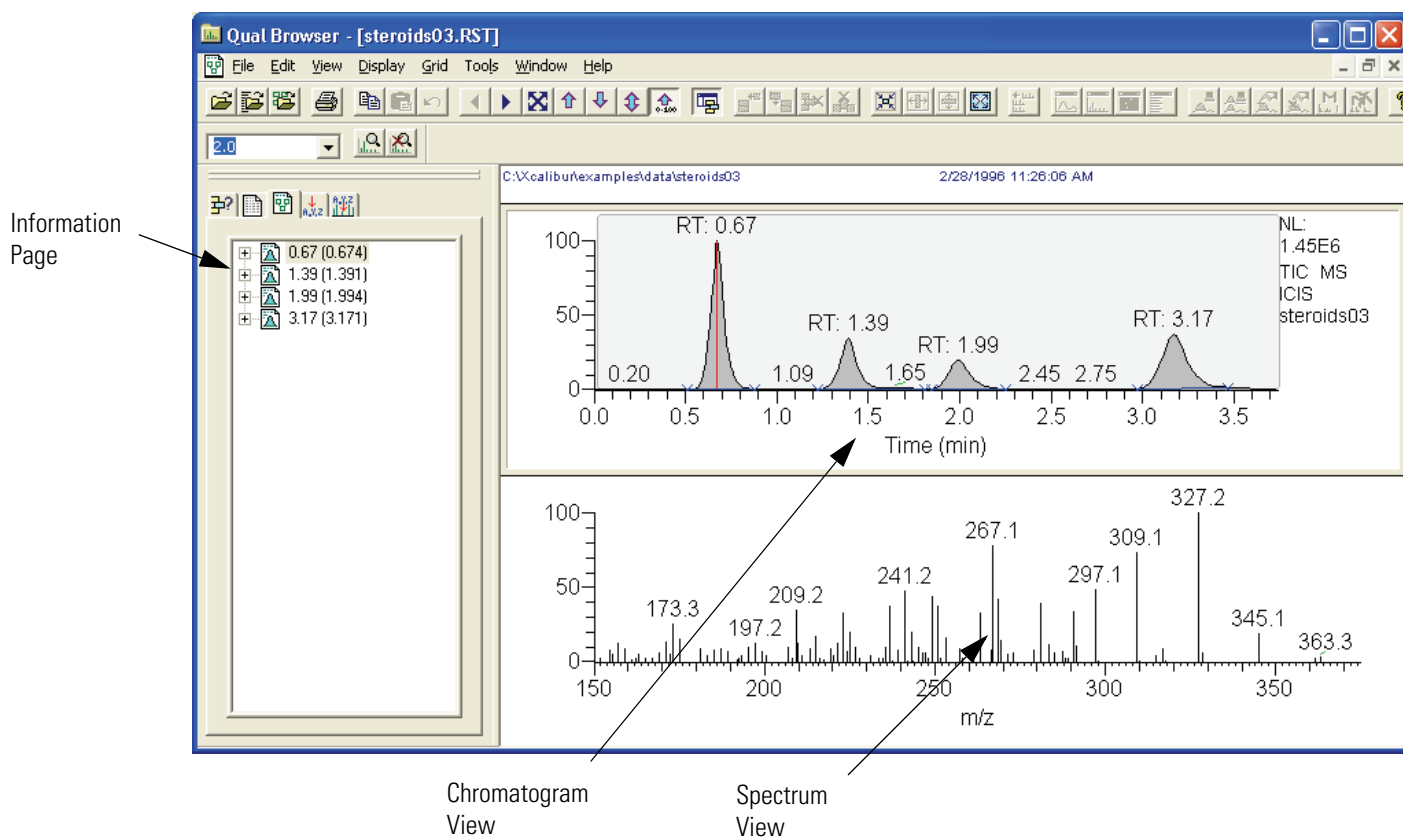 Qual Browser - [steroids03.RST]
File Edit View Display Grid Tools Window Help
0-100
2.0
C:\Xcalibur\examples\data\steroids03 2/28/1996 11:26:06 AM
Information
Page
0.67 (0.674)
1.39 (1.391)
1.99 (1.994)
3.17 (3.171)
RT: 0.67
RT: 1.39
RT: 1.99
RT: 3.17
0.20 1.09 1.65 2.45 2.75
100
50
0
0.0 0.5 1.0 1.5 2.0 2.5 3.0 3.5
Time (min)
NL:
1.45E6
TIC MS
ICIS
steroids03
327.2
267.1
309.1
241.2
297.1
209.2
173.3
197.2
345.1
363.3
100
50
0
150 200 250 300 350
m/z
Chromatogram
View
Spectrum
View